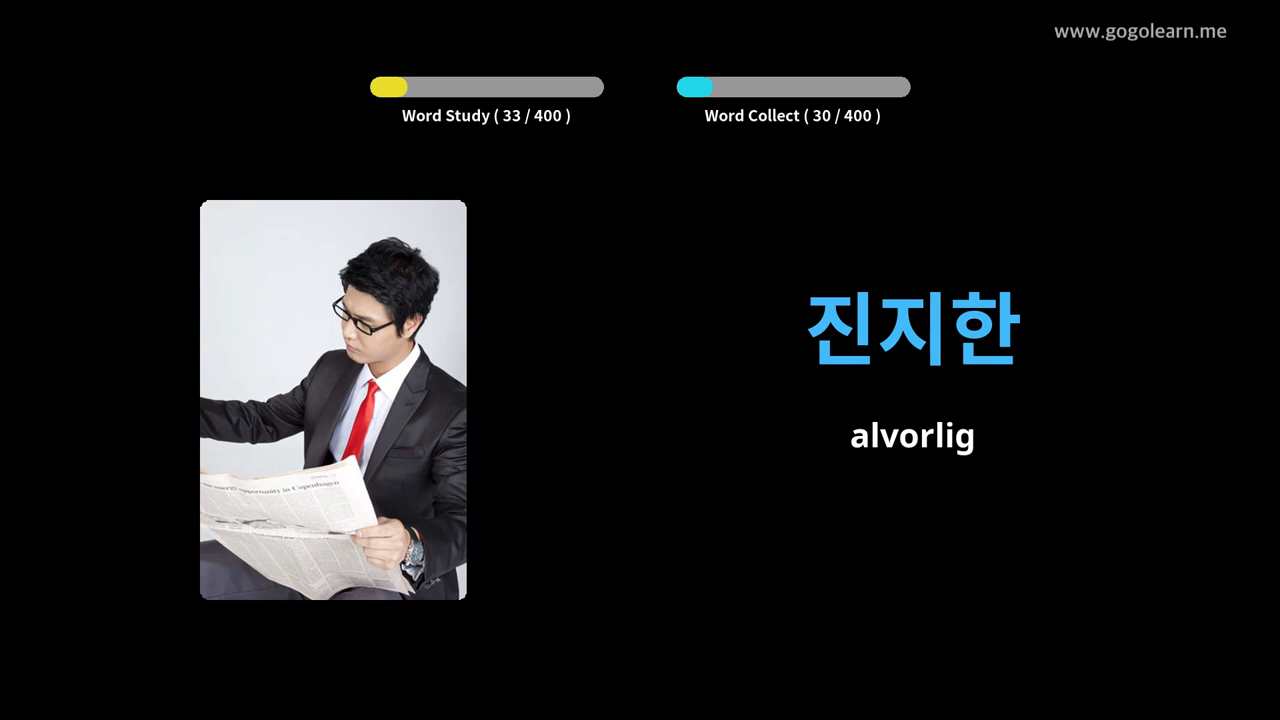 www.gogolearn.me
Word Study ( 33 / 400 )
Word Collect ( 30 / 400 )
진지한
alvorlig
opportunity in Copenhagen